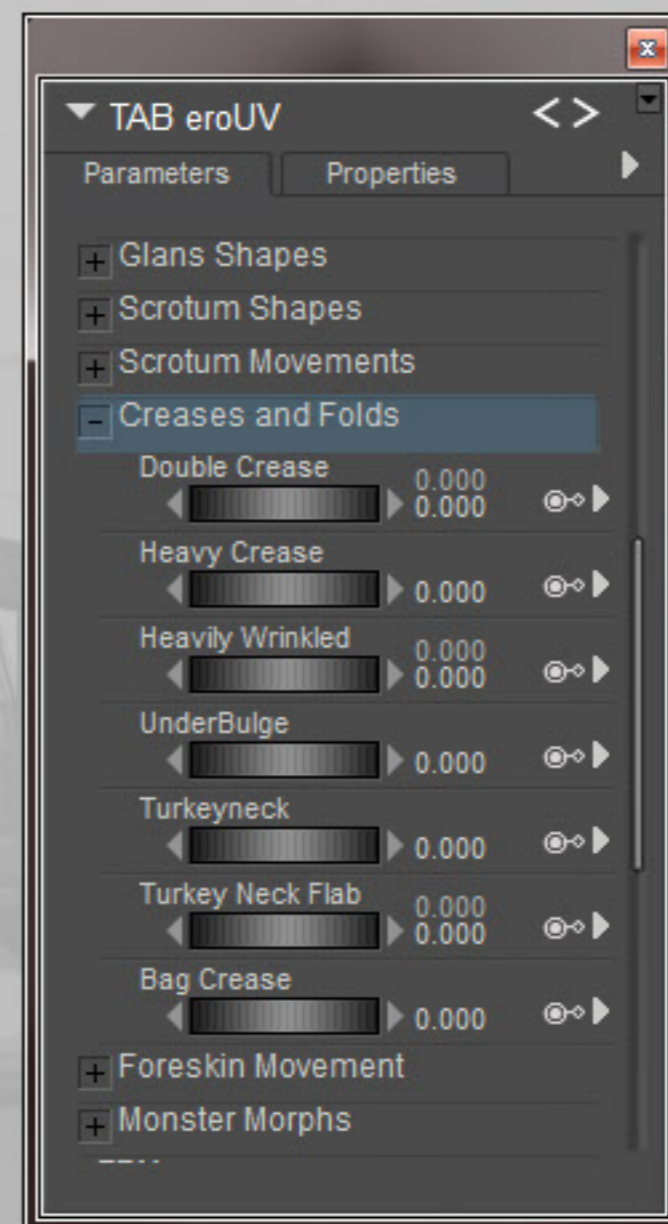 TAB eroUV
Parameters Properties
Glans Shapes
Scrotum Shapes
Scrotum Movements
Creases and Folds
Double Crease
0.000
0.000
Heavy Crease
0.000
Heavily Wrinkled
0.000
0.000
UnderBulge
0.000
Turkeyneck
0.000
Turkey Neck Flab
0.000
0.000
Bag Crease
0.000
Foreskin Movement
Monster Morphs